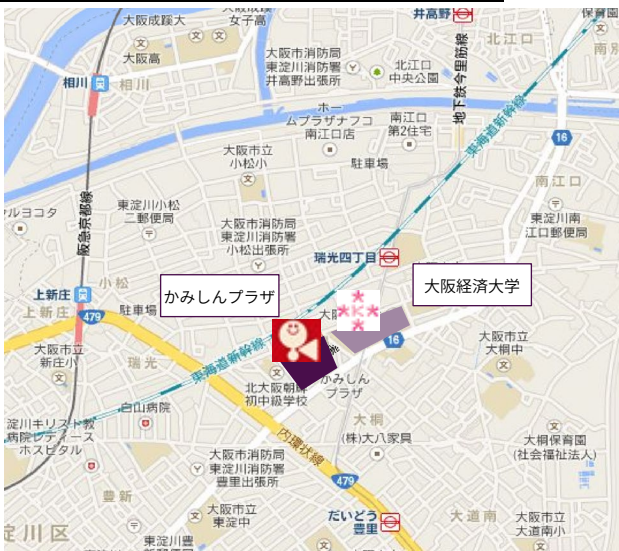 大阪成蹊大
女子高
井高野
保育園
大阪高
大阪市消防局
東淀川消防署
井高野出張所
北江口
北江口
中央公園
南別
相川
相川
地下鉄今里筋線
ホー
ムプラザナフコ
南江口店
南江口
第2住宅
東海道新幹線
16
大阪市立
小松小
駐車場
南江口
阪急京都線
東淀川小松
二郵便局
ルヨコタ
大阪市消防局
東淀川消防署
小松出張所
東淀川南
江口郵便局
瑞光四丁目
かみしんプラザ
大阪経済大学
小松
上新庄
上新庄
駐車場
479
大阪市立
新庄小
瑞光
東海道新幹線
K
16
大阪市立
大桐中
かみしん
プラザ
北大阪朝鮮
初中級学校
白山病院
淀川キリスト教
病院レディース
ホスピタル
内環状線
大桐
(株)大八家具
大桐保育園
(社会福祉法人)
大阪市消防局
東淀川消防署
豊里出張所
479
豊新
大阪市立
東淀中
だいどう
豊里
大道南
大阪市立
大道南小
淀川区
東淀川豊